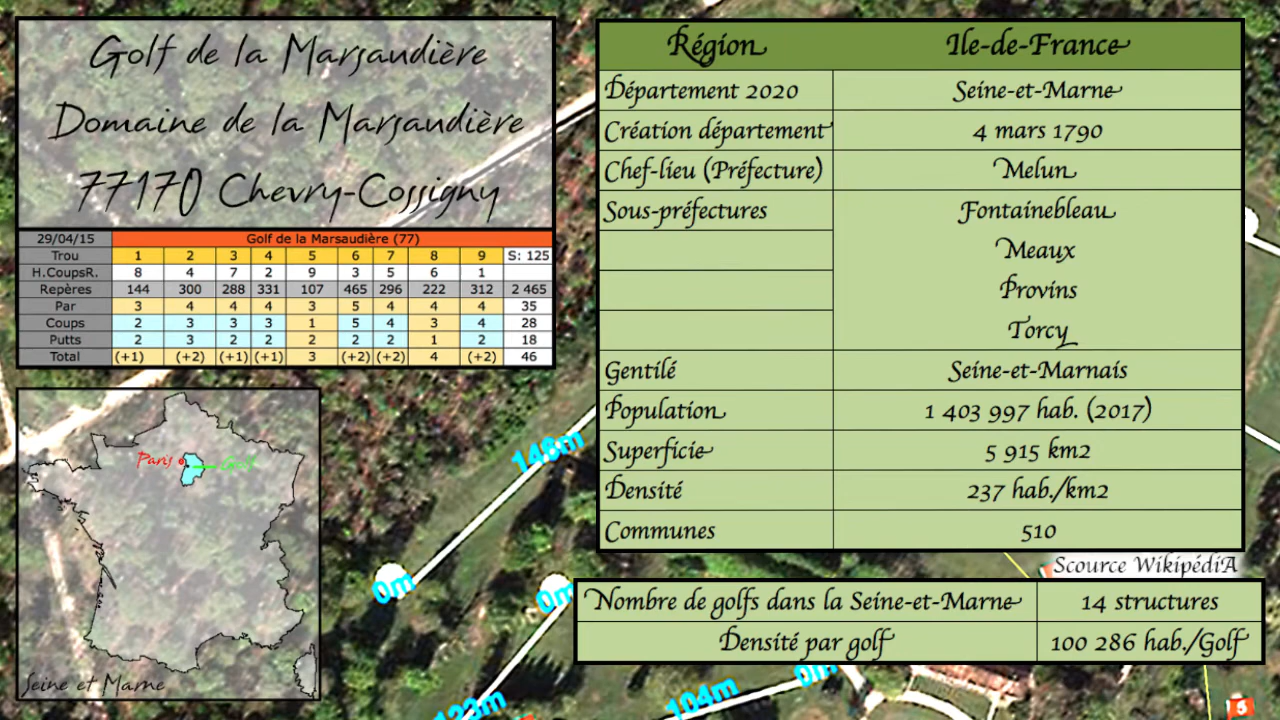 Golf de la Marsaudière
Domaine de la Marsaudière
77170 Chevry-Cossigny
29/04/15 Golf de la Marsaudière (77)
Trou 1 2 3 4 5 6 7 8 9 S: 125
H.CoupsR. 8 4 7 2 9 3 5 6 1
Repères 144 300 288 331 107 465 296 222 312 2 465
Par 3 4 4 4 3 5 4 4 4 35
Coups 2 3 3 3 1 5 4 3 4 28
Putts 2 3 2 2 2 2 2 1 2 18
Total (+1) (+2) (+1) (+1) 3 (+2) (+2) 4 (+2) 46
Paris Golf
Seine et Marne
Région Ile-de-France
Département 2020 Seine-et-Marne
Création département 4 mars 1790
Chef-lieu (Préfecture) Melun
Sous-préfectures Fontainebleau
Meaux
Provins
Torcy
Gentilé Seine-et-Marnais
Population 1 403 997 hab. (2017)
Superficie 5 915 km2
Densité 237 hab./km2
Communes 510
Scource WikipédiA
Nombre de golfs dans la Seine-et-Marne 14 structures
Densité par golf 100 286 hab./Golf
148m
0m
0m
0m
104m
6